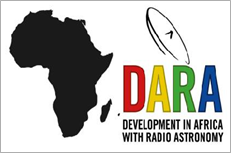 DARA
DEVELOPMENT IN AFRICA
WITH RADIO ASTRONOMY